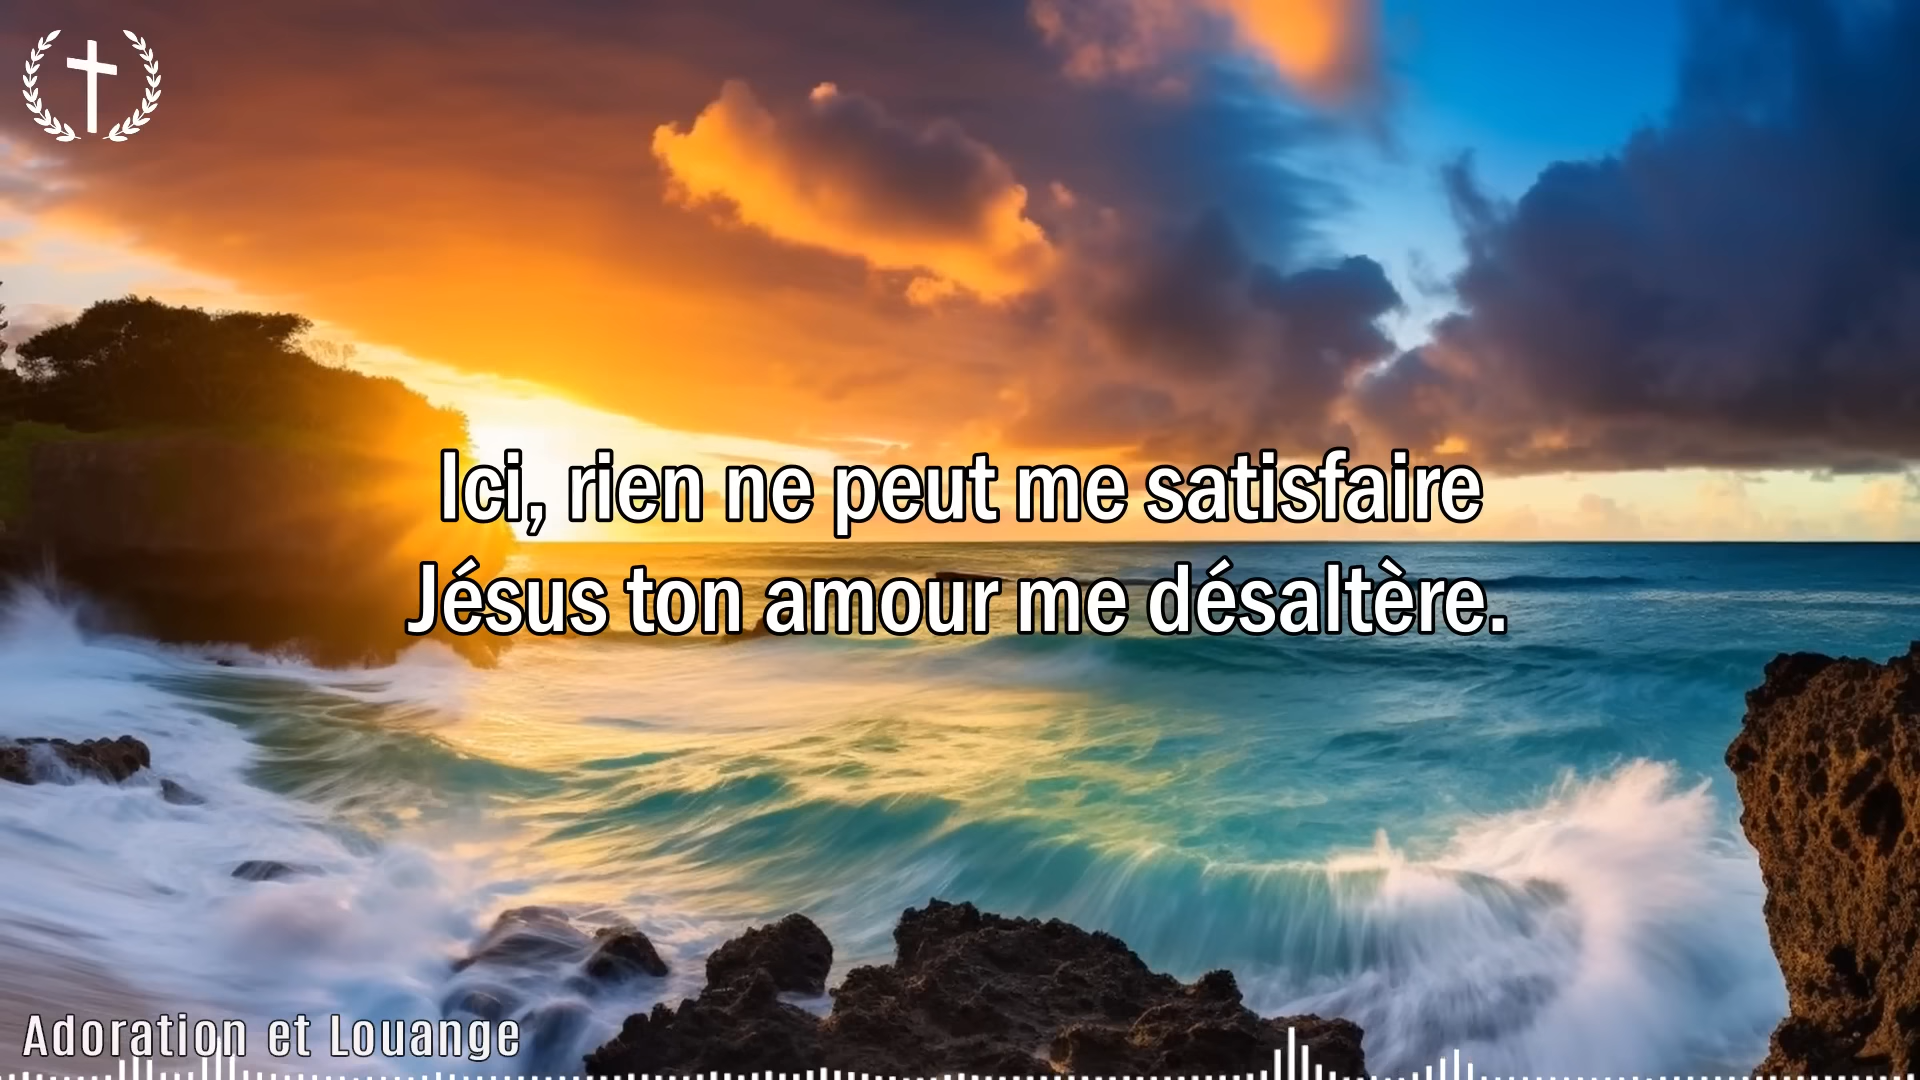 Ici, rien ne peut me satisfaire
Jésus ton amour me désaltère.
Adoration et Louange